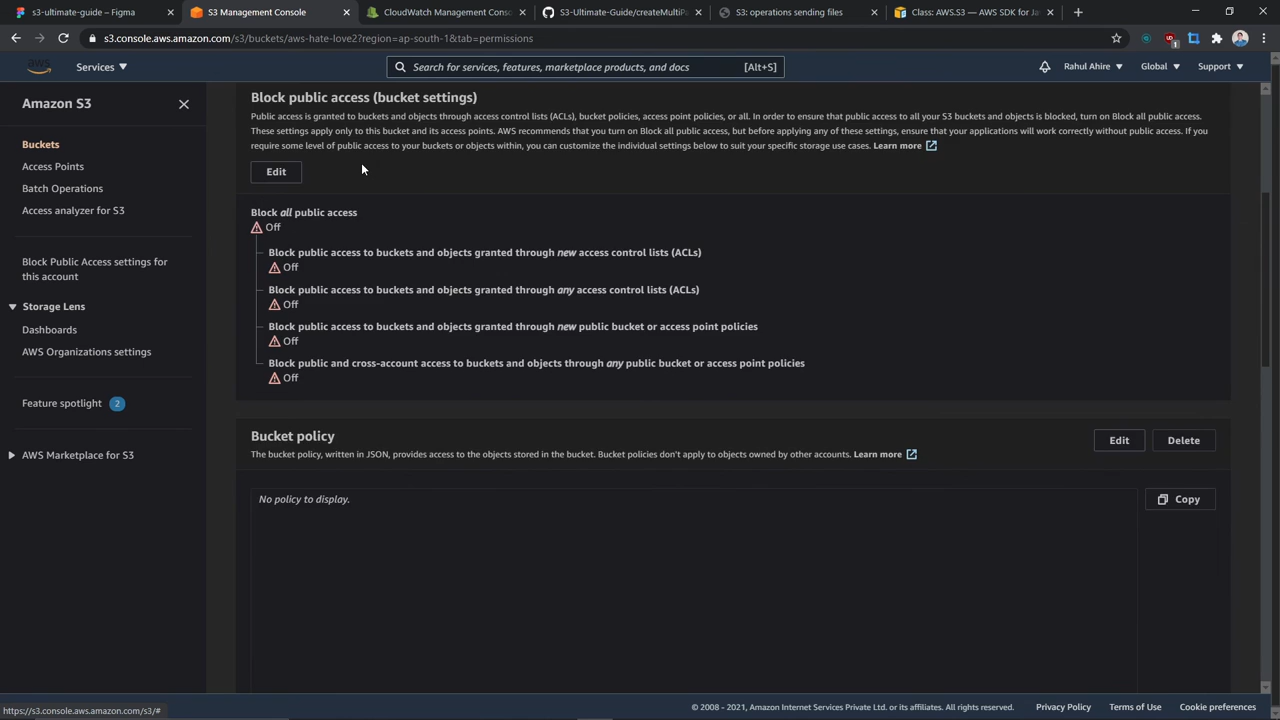 s3-ultimate-guide – Figma
S3 Management Console
CloudWatch Management Conso
S3-Ultimate-Guide/createMultiPa
S3: operations sending files
Class: AWS.S3 — AWS SDK for Ja
s3.console.aws.amazon.com/s3/buckets/aws-hate-love2?region=ap-south-1&tab=permissions
aws
Services
Search for services, features, marketplace products, and docs
[Alt+S]
Rahul Ahire
Global
Support
Amazon S3
Buckets
Access Points
Batch Operations
Access analyzer for S3
Block Public Access settings for
this account
Storage Lens
Dashboards
AWS Organizations settings
Feature spotlight 2
AWS Marketplace for S3
Block public access (bucket settings)
Public access is granted to buckets and objects through access control lists (ACLs), bucket policies, access point policies, or all. In order to ensure that public access to all your S3 buckets and objects is blocked, turn on Block all public access.
These settings apply only to this bucket and its access points. AWS recommends that you turn on Block all public access, but before applying any of these settings, ensure that your applications will work correctly without public access. If you
require some level of public access to your buckets or objects within, you can customize the individual settings below to suit your specific storage use cases. Learn more
Edit
Block all public access
Off
Block public access to buckets and objects granted through new access control lists (ACLs)
Off
Block public access to buckets and objects granted through any access control lists (ACLs)
Off
Block public access to buckets and objects granted through new public bucket or access point policies
Off
Block public and cross-account access to buckets and objects through any public bucket or access point policies
Off
Bucket policy
The bucket policy, written in JSON, provides access to the objects stored in the bucket. Bucket policies don't apply to objects owned by other accounts. Learn more
Edit
Delete
No policy to display.
Copy
https://s3.console.aws.amazon.com/s3/#
© 2008 – 2021, Amazon Internet Services Private Ltd. or its affiliates. All rights reserved.
Privacy Policy
Terms of Use
Cookie preferences